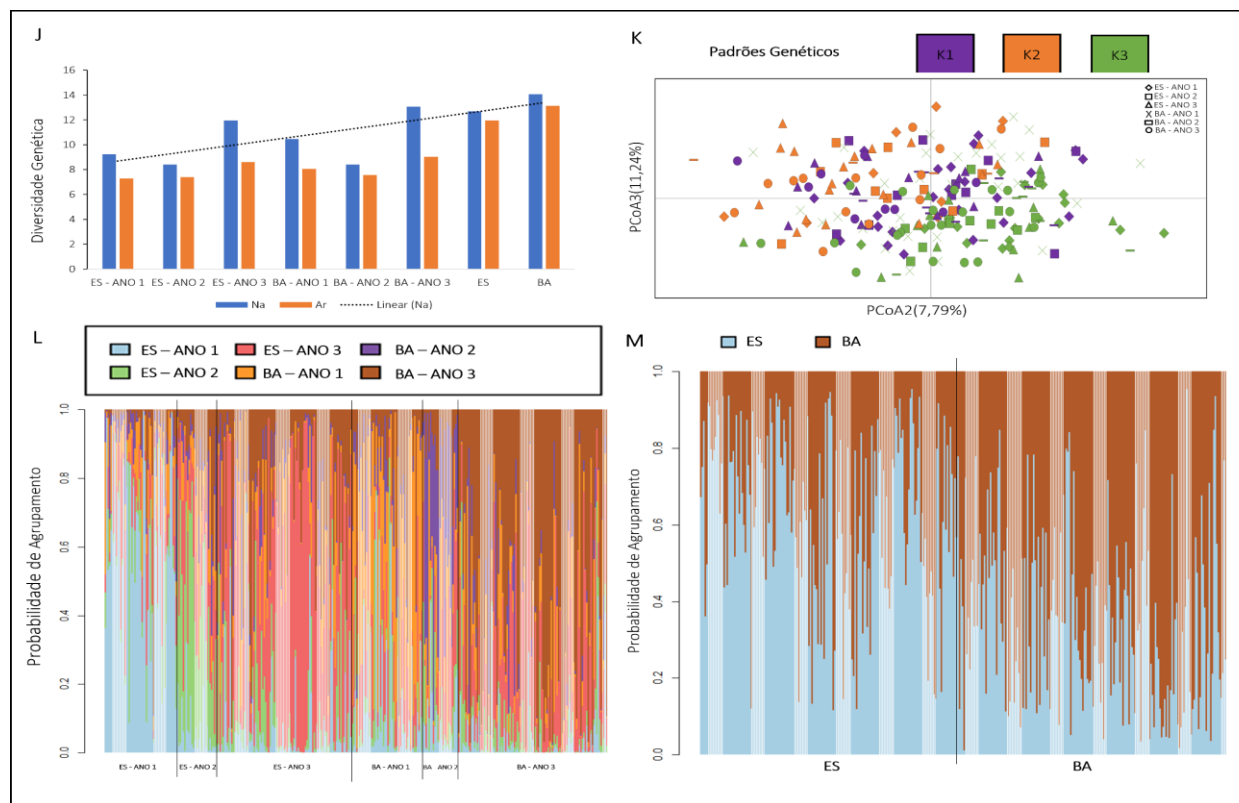 J
Diversidade Genética
16
14
12
10
8
6
4
2
0
ES - ANO 1
ES - ANO 2
ES - ANO 3
BA - ANO 1
BA - ANO 2
BA - ANO 3
ES
BA
Na
Ar
Linear (Na)
K
Padrões Genéticos
K1
K2
K3
ES - ANO 1
ES - ANO 2
ES - ANO 3
BA - ANO 1
BA - ANO 2
BA - ANO 3
PCoA3(11,24%)
PCoA2(7,79%)
L
ES – ANO 1
ES – ANO 3
BA – ANO 2
ES – ANO 2
BA – ANO 1
BA – ANO 3
Probabilidade de Agrupamento
1.0
0.8
0.6
0.4
0.2
0.0
ES - ANO 1
ES - ANO 2
ES - ANO 3
BA - ANO 1
BA ANO 2
BA - ANO 3
M
ES
BA
Probabilidade de Agrupamento
1.0
0.8
0.6
0.4
0.2
0.0
ES
BA